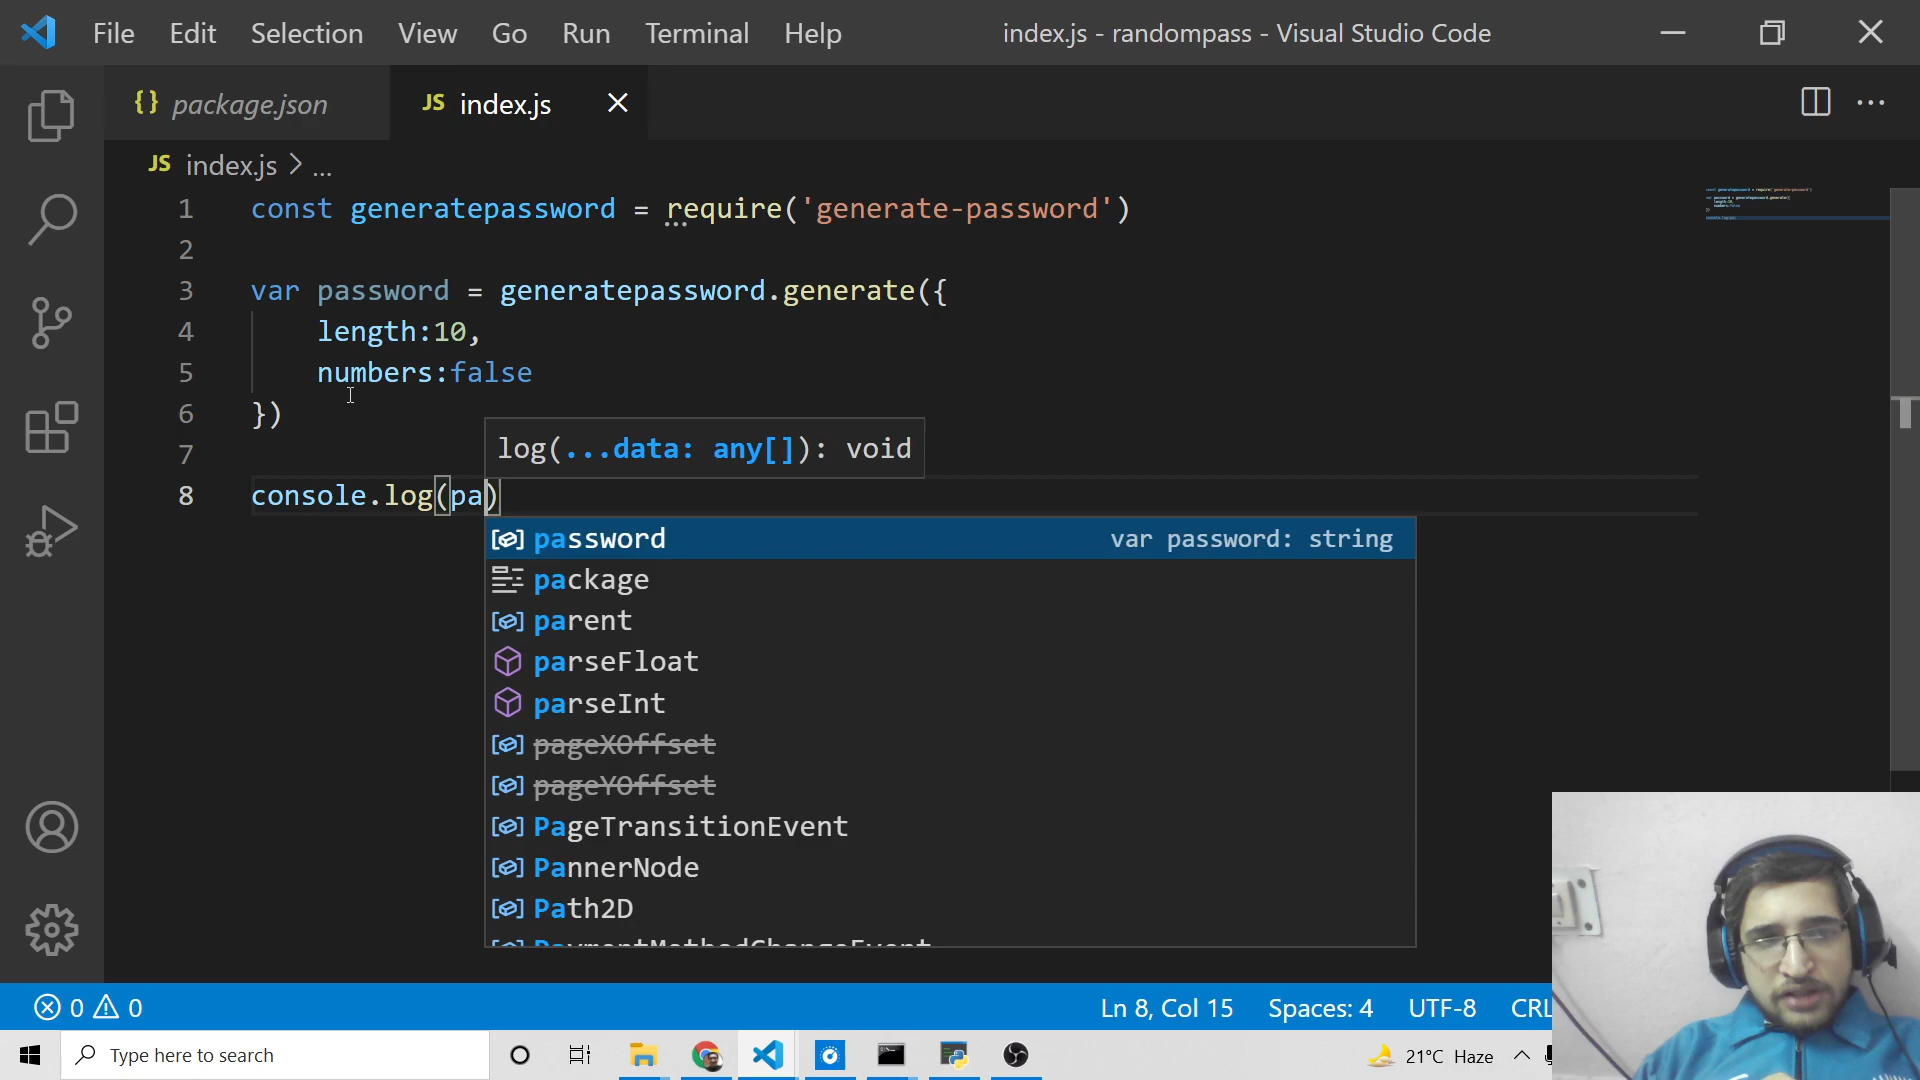 File Edit Selection View Go Run Terminal Help index.js - randompass - Visual Studio Code
{} package.json JS index.js
JS index.js > ...
1 const generatepassword = require('generate-password')
2
3 var password = generatepassword.generate({
4 length:10,
5 numbers:false
6 })
7
log(...data: any[]): void
8 console.log(pa)
password var password: string
package
parent
parseFloat
parseInt
pageXOffset
pageYOffset
PageTransitionEvent
PannerNode
Path2D
PaymentMethodChangeEvent
0 0 Ln 8, Col 15 Spaces: 4 UTF-8 CRL
Type here to search 21°C Haze